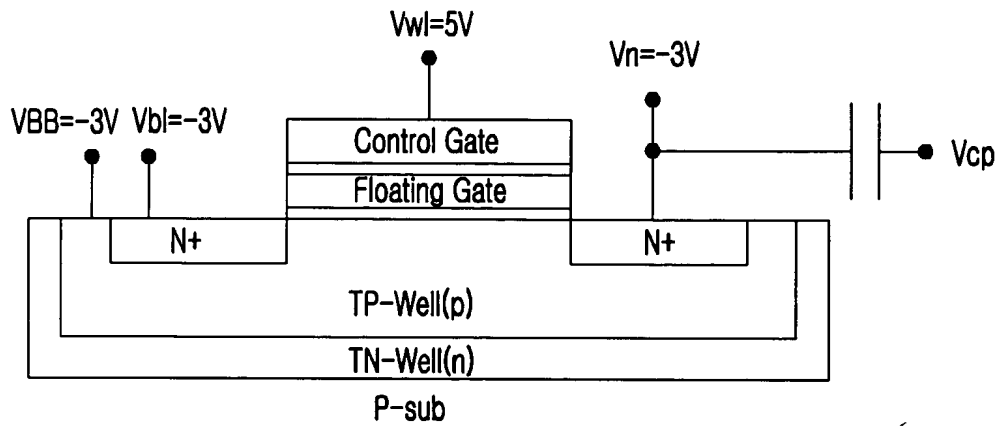 Vwl=5V
Vn=-3V
VBB=-3V Vbl=-3V
Control Gate
Vcp
Floating Gate
N+ N+
TP-Well(p)
TN-Well(n)
P-sub